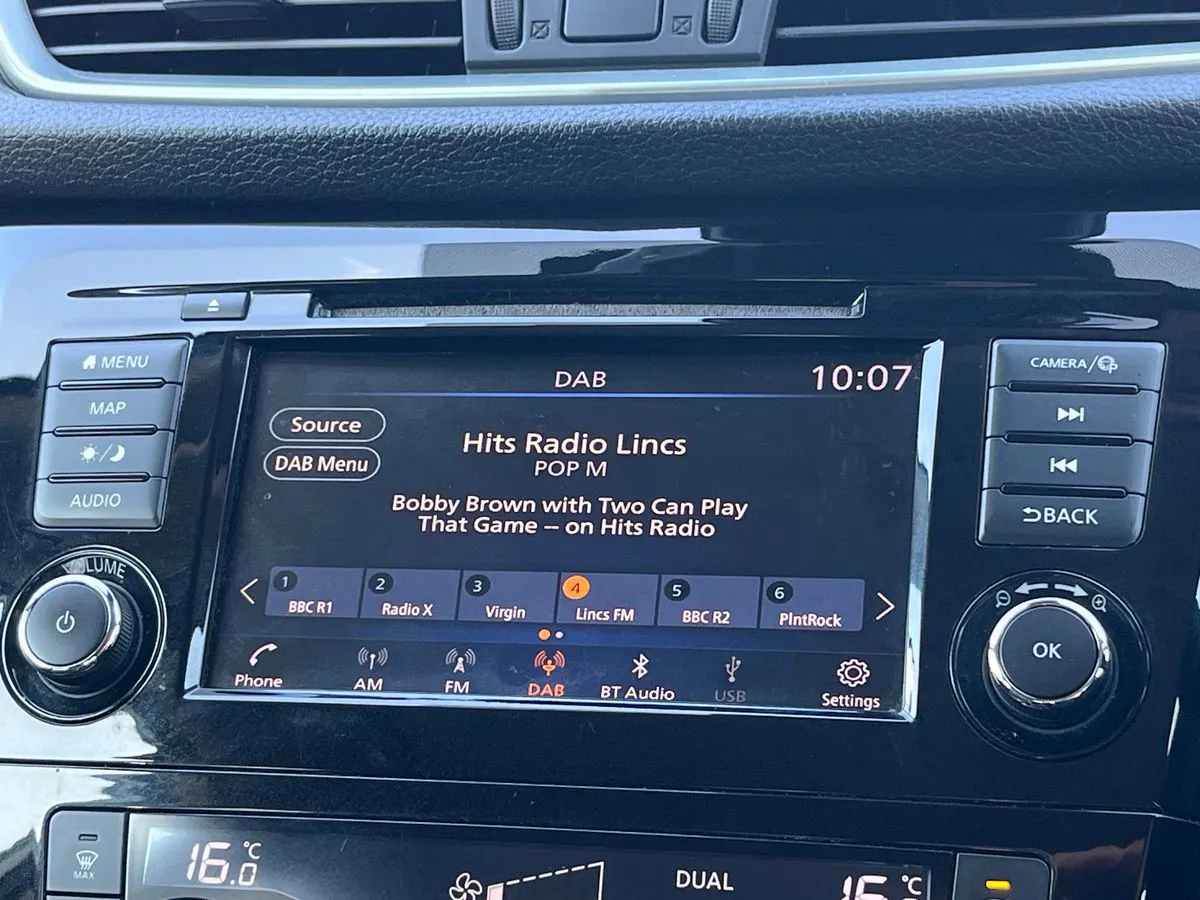 MENU
MAP
AUDIO
VOLUME
DAB
10:07
Source
DAB Menu
Hits Radio Lincs
POP M
Bobby Brown with Two Can Play
That Game -- on Hits Radio
1
BBC R1
2
Radio X
3
Virgin
4
Lincs FM
5
BBC R2
6
PlntRock
Phone
AM
FM
DAB
BT Audio
USB
Settings
CAMERA/
BACK
OK
MAX
16.0 °C
DUAL
°C